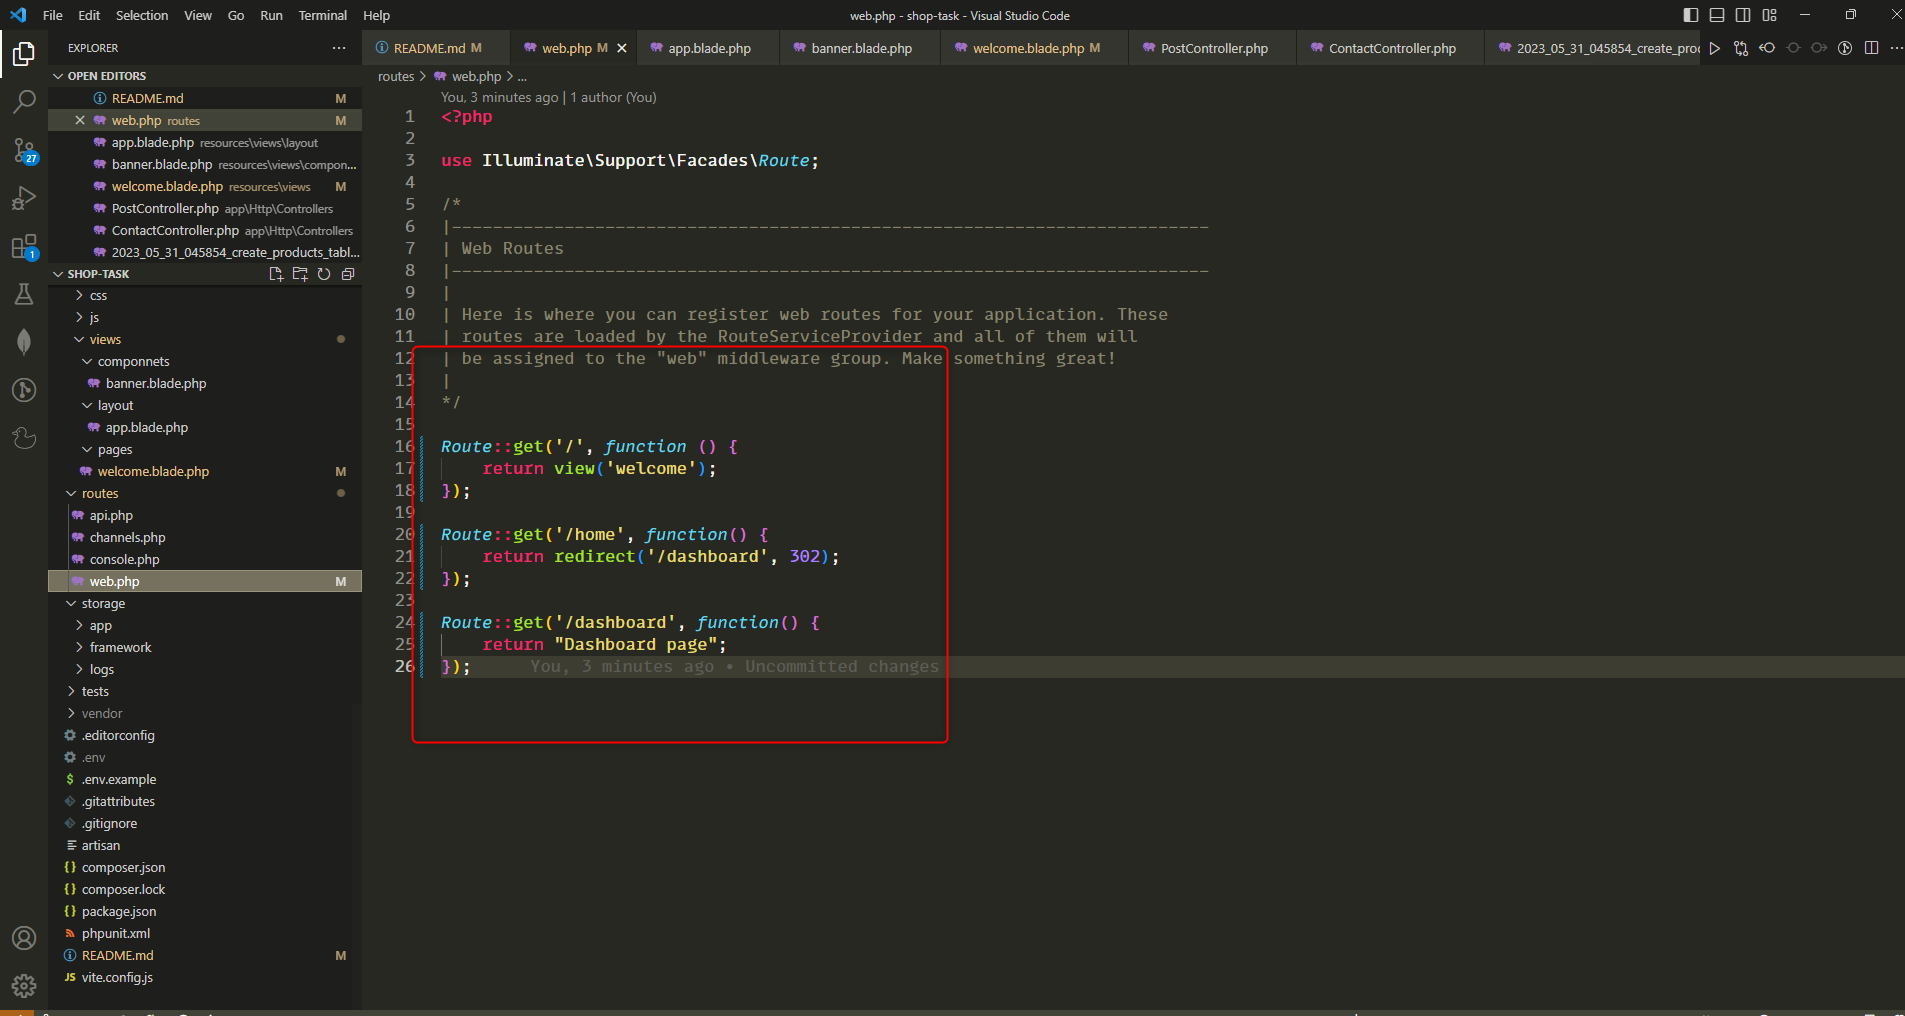 File Edit Selection View Go Run Terminal Help
web.php - shop-task - Visual Studio Code
EXPLORER
OPEN EDITORS
README.md M
web.php routes M
app.blade.php resources\views\layout
banner.blade.php resources\views\compon...
welcome.blade.php resources\views M
PostController.php app\Http\Controllers
ContactController.php app\Http\Controllers
2023_05_31_045854_create_products_tabl...
SHOP-TASK
css
js
views
componnets
banner.blade.php
layout
app.blade.php
pages
welcome.blade.php M
routes
api.php
channels.php
console.php
web.php M
storage
app
framework
logs
tests
vendor
.editorconfig
.env
.env.example
.gitattributes
.gitignore
artisan
composer.json
composer.lock
package.json
phpunit.xml
README.md M
JS vite.config.js
27
1
README.md M web.php M app.blade.php banner.blade.php welcome.blade.php M PostController.php ContactController.php 2023_05_31_045854_create_proc
routes > web.php > ...
You, 3 minutes ago | 1 author (You)
1 <?php
2
3 use Illuminate\Support\Facades\Route;
4
5 /*
6 |--------------------------------------------------------------------------
7 | Web Routes
8 |--------------------------------------------------------------------------
9 |
10 | Here is where you can register web routes for your application. These
11 | routes are loaded by the RouteServiceProvider and all of them will
12 | be assigned to the "web" middleware group. Make something great!
13 |
14 */
15
16 Route::get('/', function () {
17 return view('welcome');
18 });
19
20 Route::get('/home', function() {
21 return redirect('/dashboard', 302);
22 });
23
24 Route::get('/dashboard', function() {
25 return "Dashboard page";
26 }); You, 3 minutes ago • Uncommitted changes